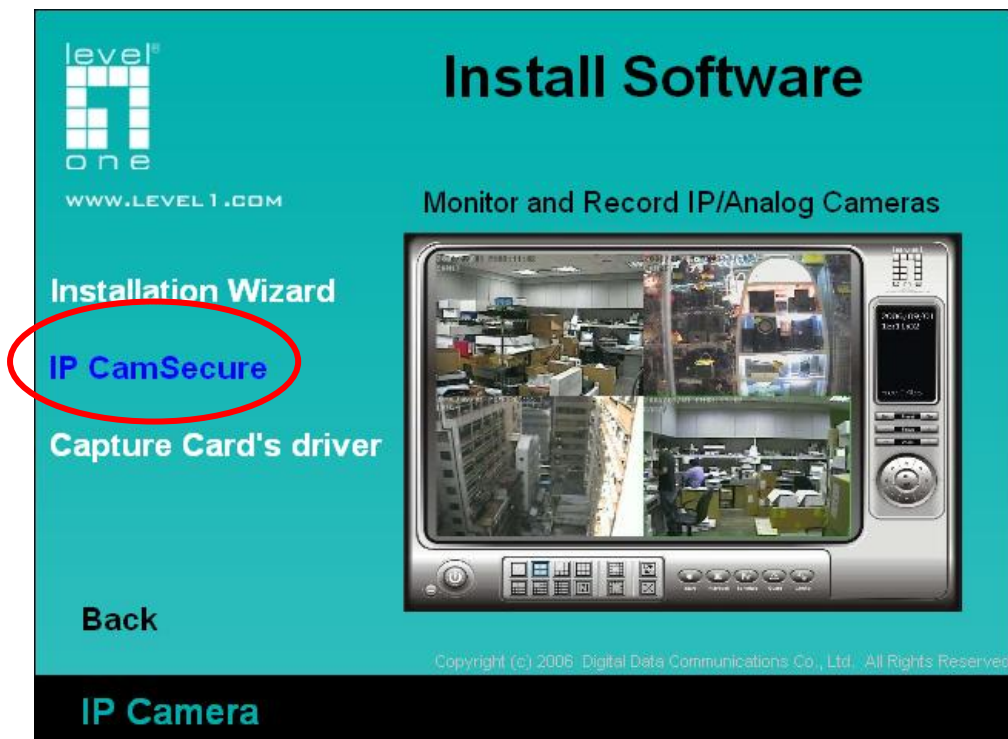 level®
one
WWW.LEVEL1.COM
Install Software
Monitor and Record IP/Analog Cameras
Installation Wizard
IP CamSecure
Capture Card's driver
Back
Copyright (c) 2006 Digital Data Communications Co., Ltd. All Rights Reserved
IP Camera